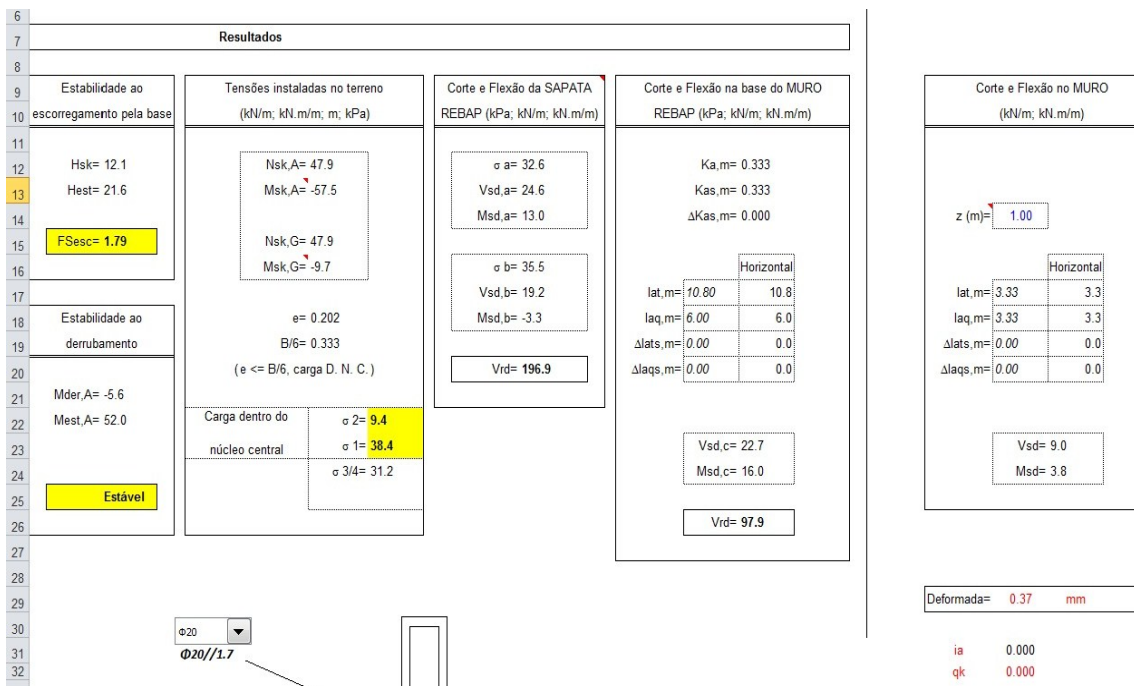 6
7 Resultados
8
9 Estabilidade ao Tensões instaladas no terreno Corte e Flexão da SAPATA Corte e Flexão na base do MURO Corte e Flexão no MURO
10 escorregamento pela base (kN/m; kN.m/m; m; kPa) REBAP (kPa; kN/m; kN.m/m) REBAP (kPa; kN/m; kN.m/m) (kN/m; kN.m/m)
11
12 Hsk= 12.1 Nsk,A= 47.9 σ a= 32.6 Ka,m= 0.333
13 Hest= 21.6 Msk,A= -57.5 Vsd,a= 24.6 Kas,m= 0.333
14 Msd,a= 13.0 ΔKas,m= 0.000 z (m)= 1.00
15 FSesc= 1.79 Nsk,G= 47.9
16 Msk,G= -9.7 σ b= 35.5 Horizontal Horizontal
17 Vsd,b= 19.2 Iat,m= 10.80 10.8 Iat,m= 3.33 3.3
18 Estabilidade ao e= 0.202 Msd,b= -3.3 Iaq,m= 6.00 6.0 Iaq,m= 3.33 3.3
19 derrubamento B/6= 0.333 ΔIats,m= 0.00 0.0 ΔIats,m= 0.00 0.0
20 (e <= B/6, carga D. N. C.) Vrd= 196.9 ΔIaqs,m= 0.00 0.0 ΔIaqs,m= 0.00 0.0
21 Mder,A= -5.6
22 Mest,A= 52.0 Carga dentro do σ 2= 9.4
23 núcleo central σ 1= 38.4 Vsd,c= 22.7 Vsd= 9.0
24 σ 3/4= 31.2 Msd,c= 16.0 Msd= 3.8
25 Estável
26 Vrd= 97.9
27
28
29 Deformada= 0.37 mm
30 Φ20
31 Φ20//1.7 ia 0.000
32 qk 0.000